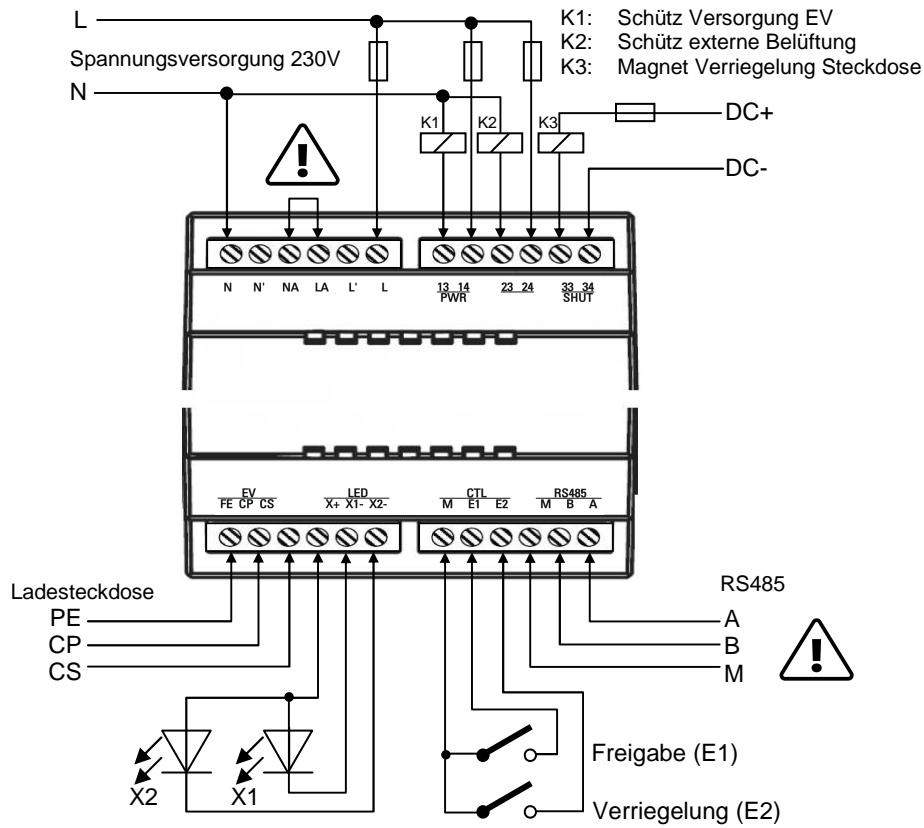 L
K1: Schütz Versorgung EV
K2: Schütz externe Belüftung
K3: Magnet Verriegelung Steckdose
Spannungsversorgung 230V
N
K1 K2 K3
DC+
DC-
N N' NA LA L' L
13 14 23 24 33 34
PWR SHUT
EV LED CTL RS485
FE CP CS X+ X1- X2- M E1 E2 M B A
Ladesteckdose
RS485
PE
A
CP
B
CS
M
X2 X1
Freigabe (E1)
Verriegelung (E2)